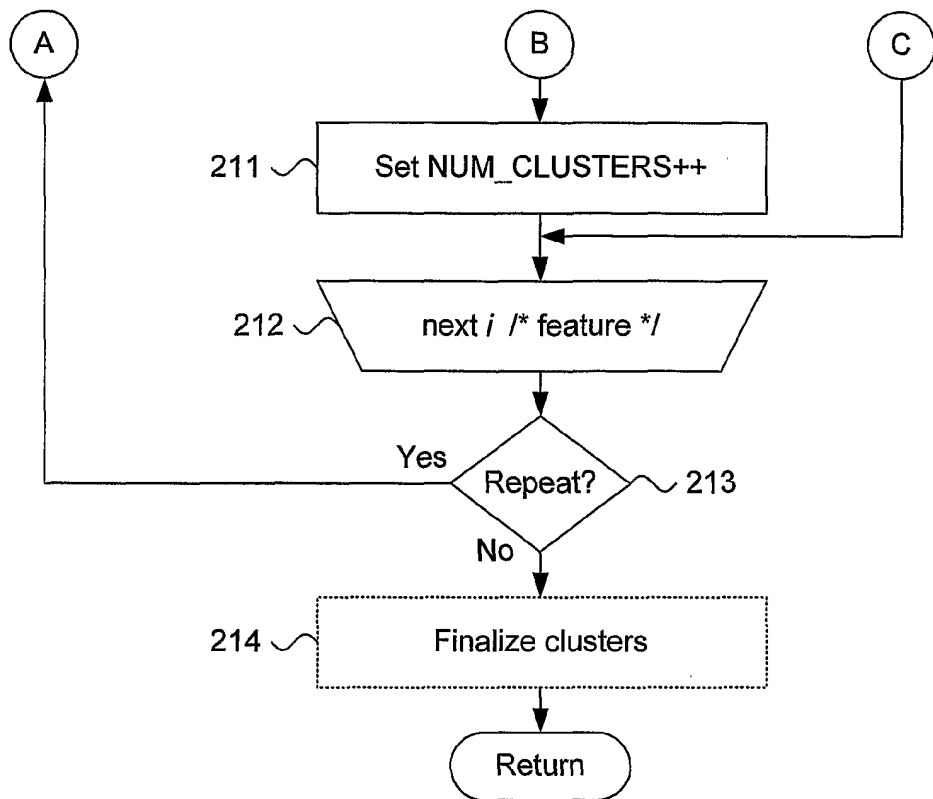 A
B
C
211
Set NUM_CLUSTERS++
212
next i /* feature */
Yes
Repeat?
213
No
214
Finalize clusters
Return